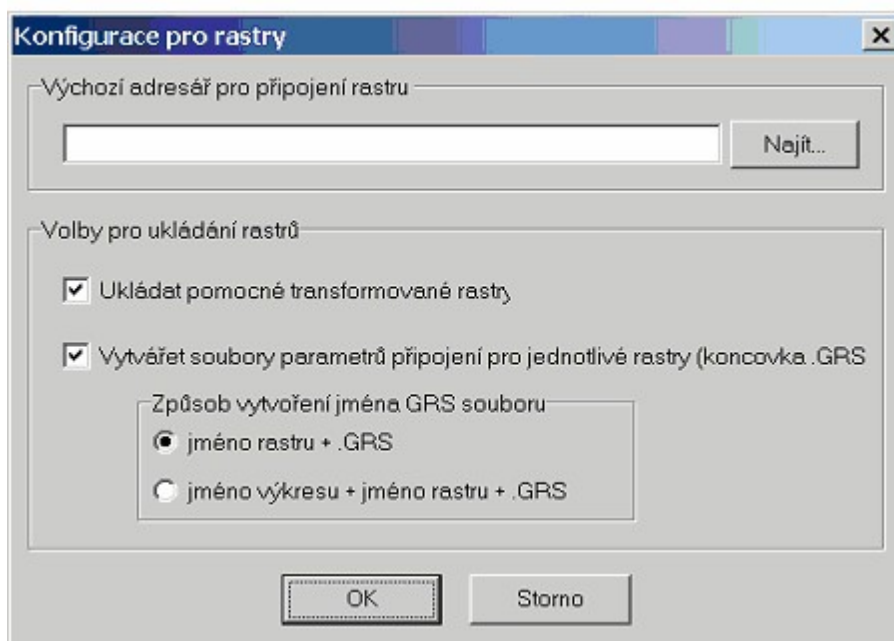 Konfigurace pro rastry
Výchozí adresář pro připojení rastru
Najít...
Volby pro ukládání rastrů
Ukládat pomocné transformované rastry
Vytvářet soubory parametrů připojení pro jednotlivé rastry (koncovka .GRS
Způsob vytvoření jména GRS souboru
jméno rastru + .GRS
jméno výkresu + jméno rastru + .GRS
OK
Storno